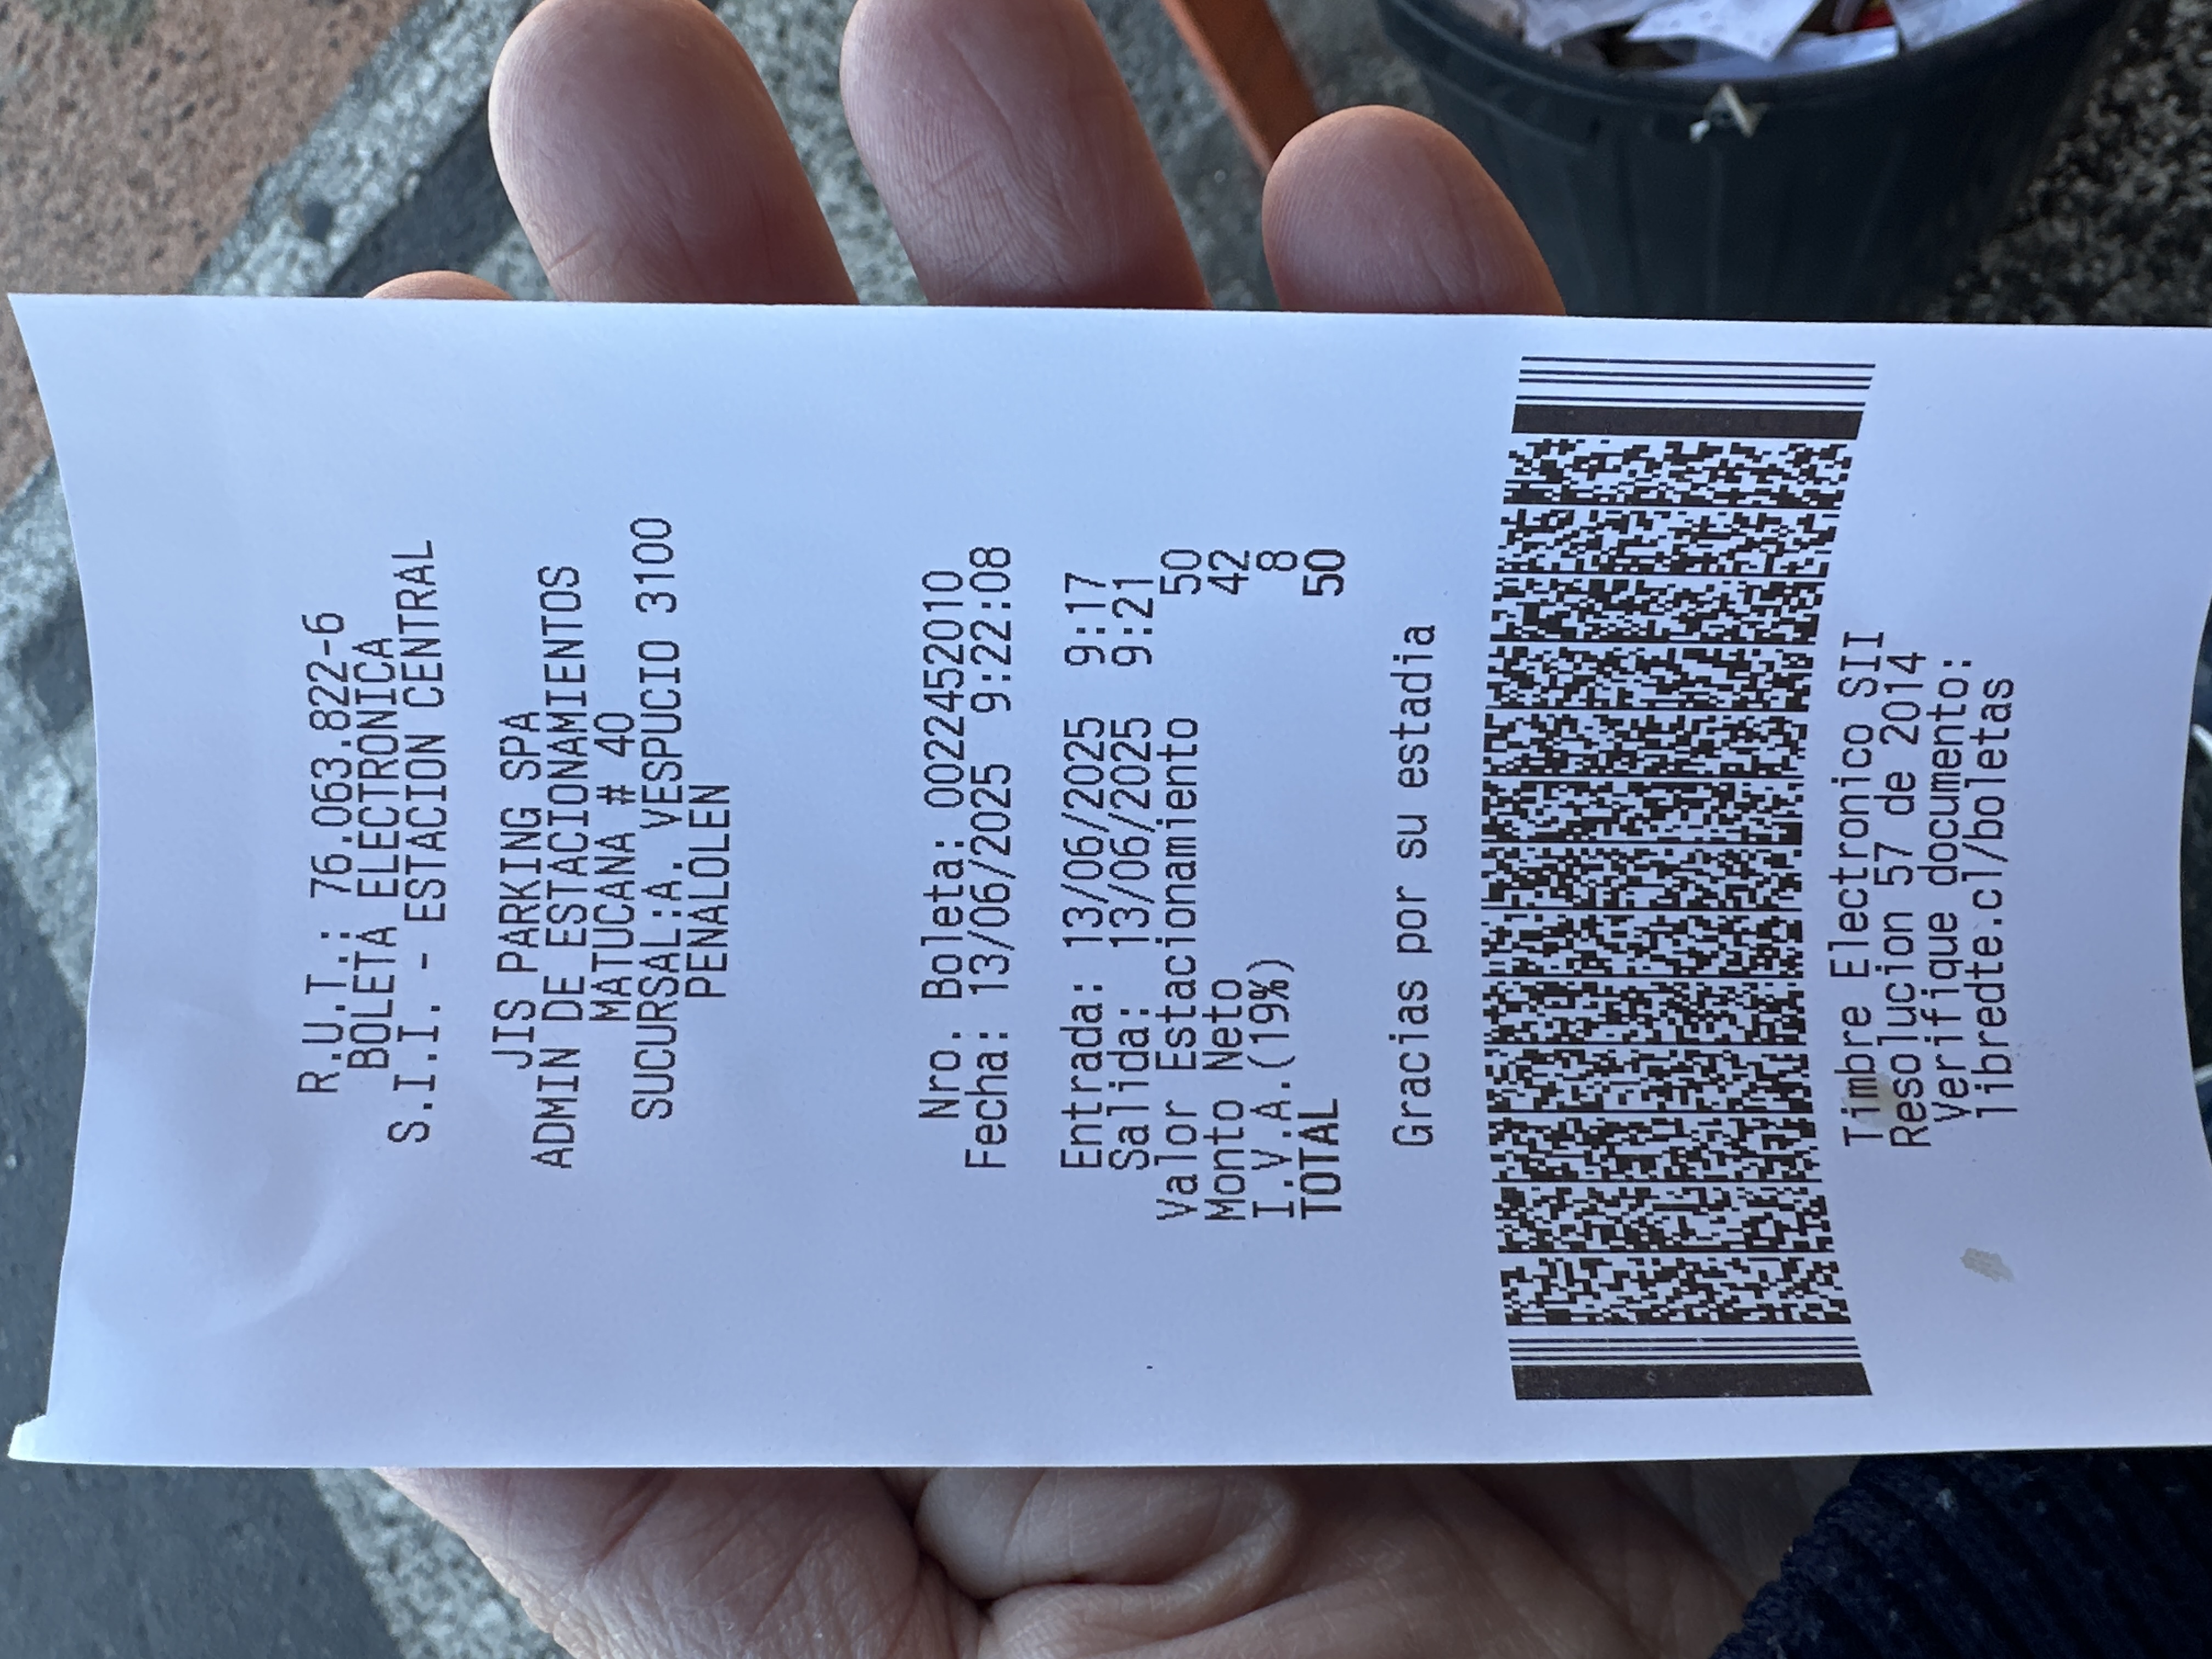 R.U.T.: 76.063.822-6
BOLETA ELECTRONICA
S.I.I. - ESTACION CENTRAL
JIS PARKING SPA
ADMIN DE ESTACIONAMIENTOS
MATUCANA # 40
SUCURSAL:A. VESPUCIO 3100
PENALOLEN
Nro. Boleta: 0022452010
Fecha: 13/06/2025 9:22:08
Entrada: 13/06/2025 9:17
Salida: 13/06/2025 9:21
Valor Estacionamiento 50
Monto Neto 42
I.V.A.(19%) 8
TOTAL 50
Gracias por su estadia
Timbre Electronico SII
Resolucion 57 de 2014
Verifique documento:
libredte.cl/boletas